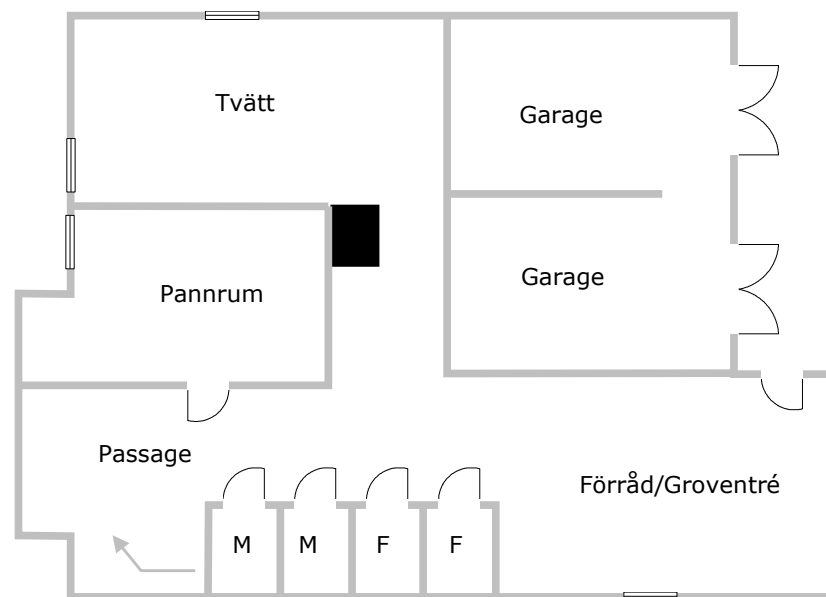 Tvätt
Garage
Garage
Pannrum
Passage
Förråd/Groventré
M
M
F
F